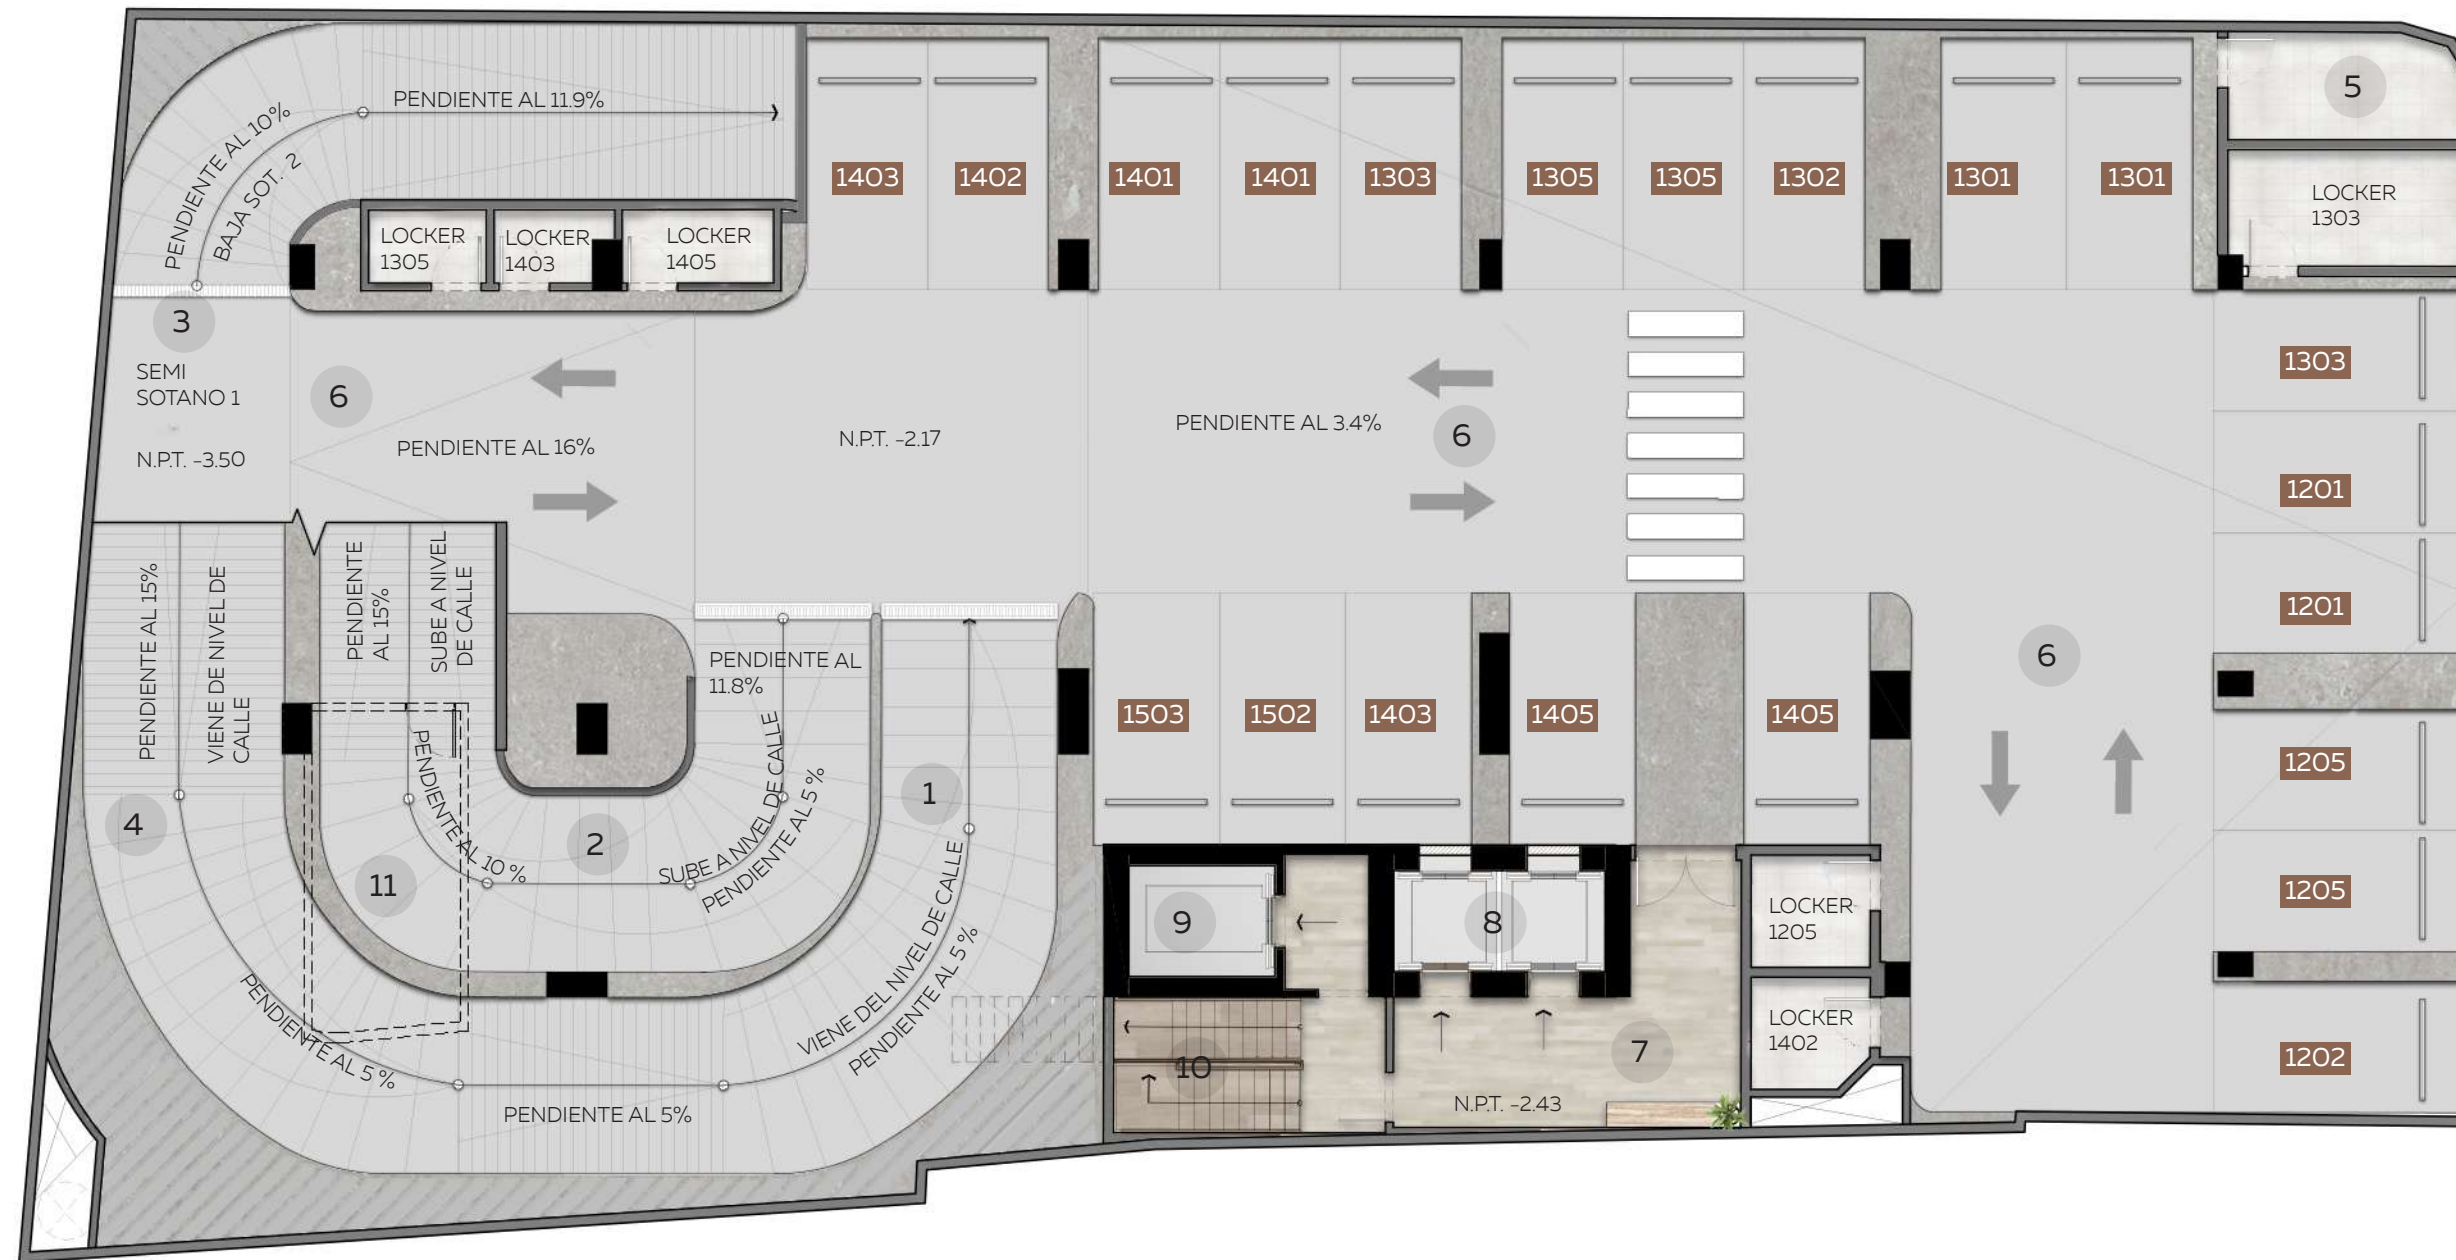 PENDIENTE AL 11.9%
PENDIENTE AL 10%
BAJA SOT. 2
1403
1402
1401
1401
1303
1305
1305
1302
1301
1301
5
LOCKER
1303
LOCKER
1305
LOCKER
1403
LOCKER
1405
3
SEMI
SOTANO 1
N.P.T. -3.50
6
PENDIENTE AL 16%
N.P.T. -2.17
PENDIENTE AL 3.4%
6
1303
1201
1201
6
1205
1205
1202
PENDIENTE AL 15%
VIENE DE NIVEL DE
CALLE
PENDIENTE
AL 15%
SUBE A NIVEL
DE CALLE
PENDIENTE AL
11.8%
1503
1502
1403
1405
1405
4
11
2
1
PENDIENTE AL 10 %
SUBE A NIVEL DE CALLE
PENDIENTE AL 5 %
VIENE DEL NIVEL DE CALLE
PENDIENTE AL 5 %
PENDIENTE AL 5 %
PENDIENTE AL 5%
9
8
10
7
N.P.T. -2.43
LOCKER
1205
LOCKER
1402